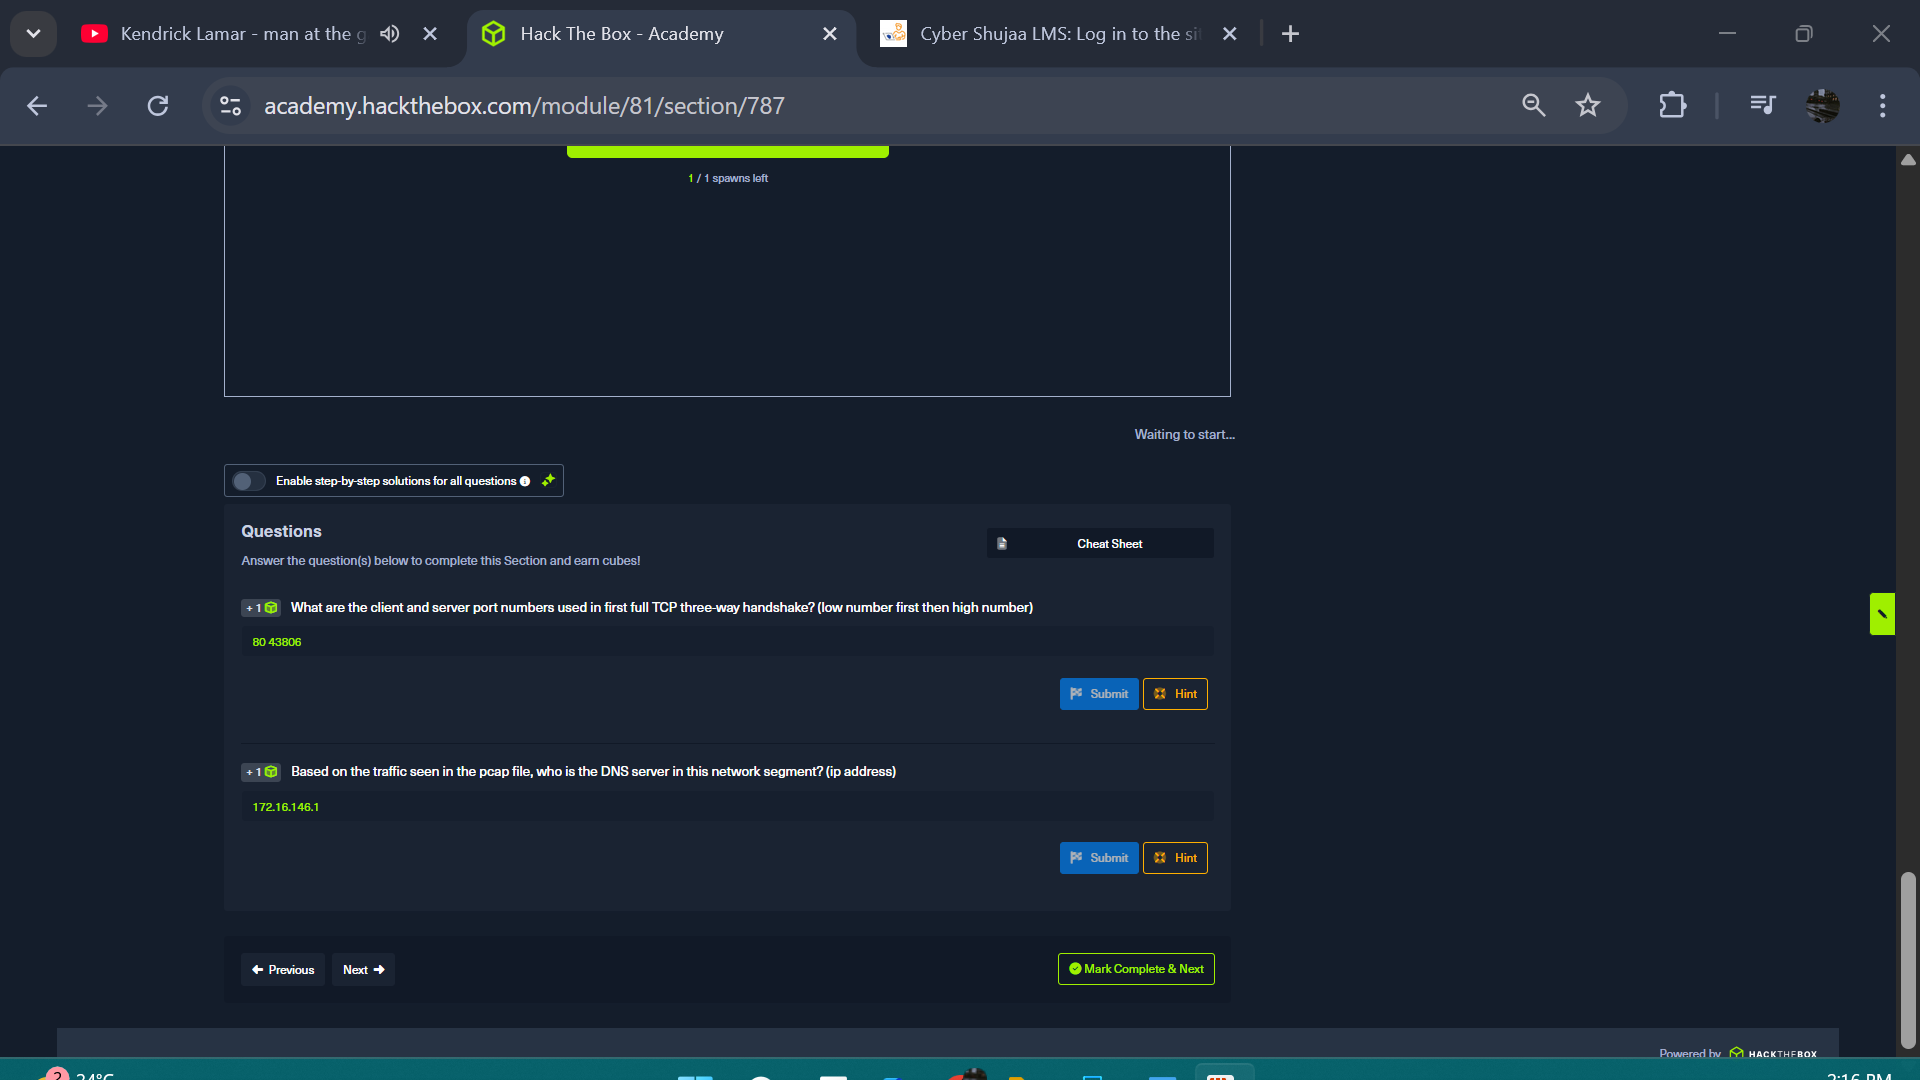 Kendrick Lamar - man at the g
Hack The Box - Academy
Cyber Shujaa LMS: Log in to the si
academy.hackthebox.com/module/81/section/787
1 / 1 spawns left
Waiting to start...
Enable step-by-step solutions for all questions
Questions
Cheat Sheet
Answer the question(s) below to complete this Section and earn cubes!
+ 1 What are the client and server port numbers used in first full TCP three-way handshake? (low number first then high number)
80 43806
Submit
Hint
+ 1 Based on the traffic seen in the pcap file, who is the DNS server in this network segment? (ip address)
172.16.146.1
Submit
Hint
Previous
Next
Mark Complete & Next
Powered by HACKTHEBOX
2
24°C
2:16 PM